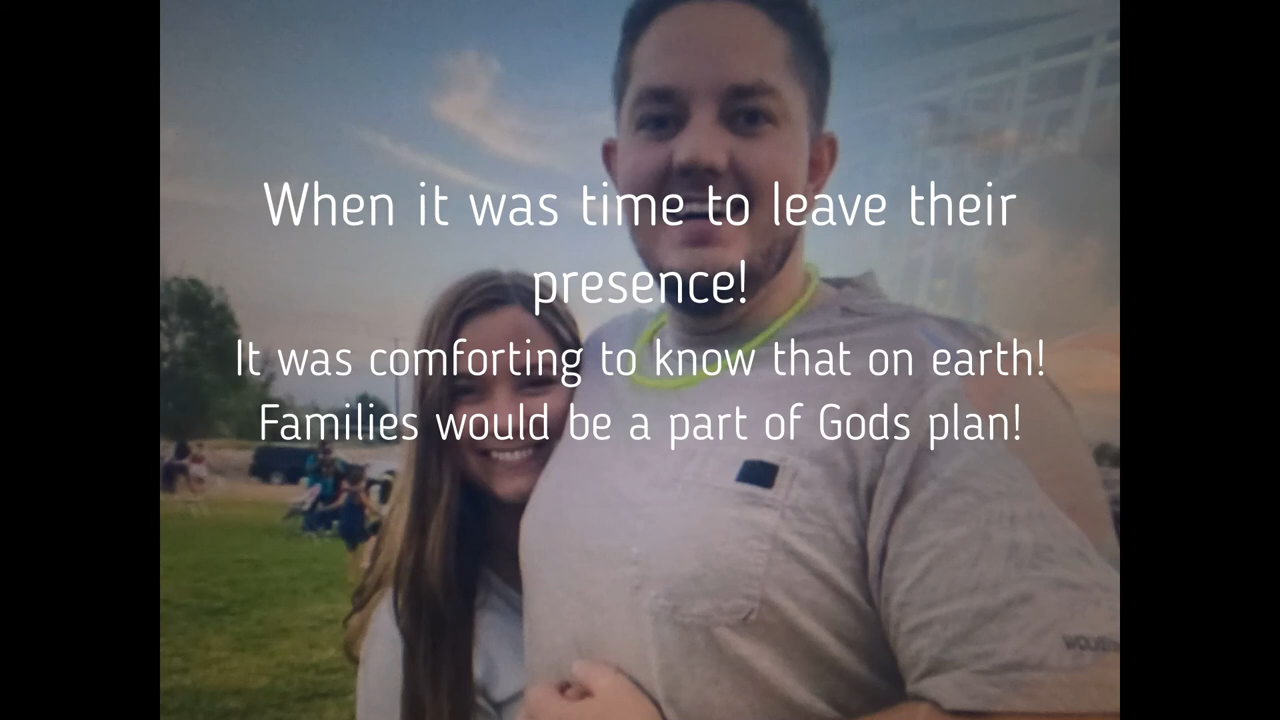 When it was time to leave their
presence!
It was comforting to know that on earth!
Families would be a part of Gods plan!